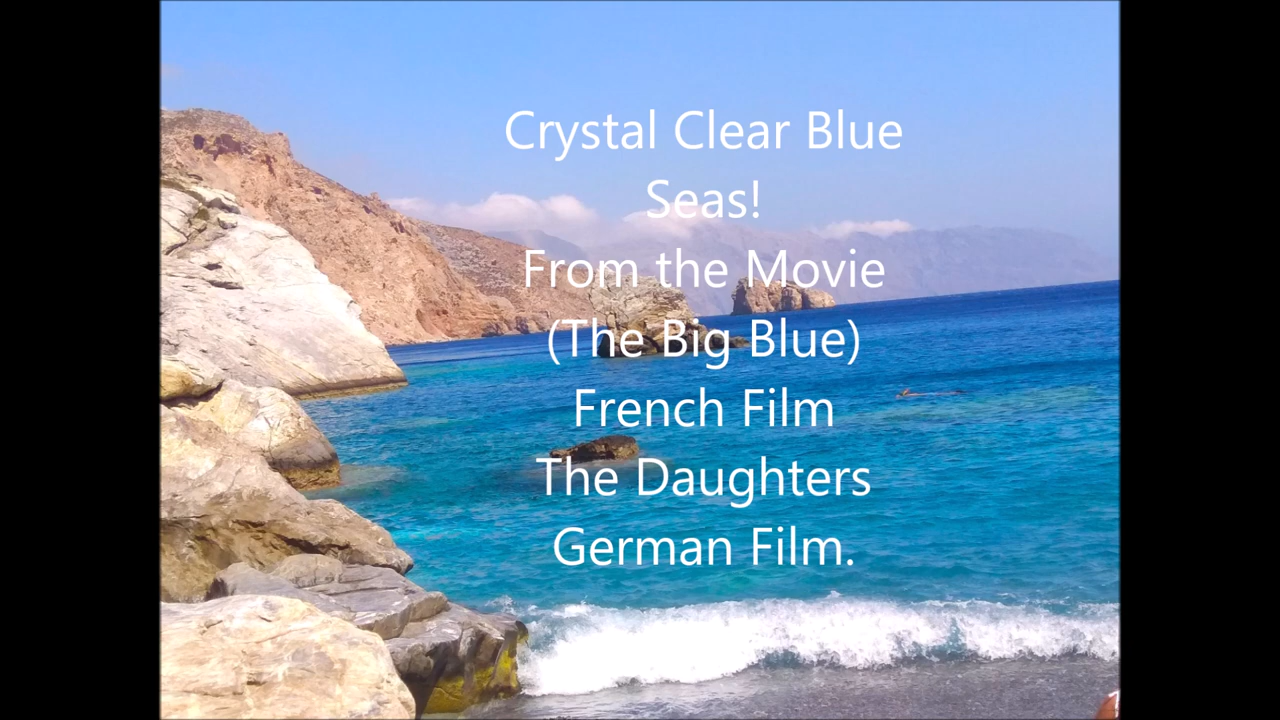 Crystal Clear Blue
Seas!
From the Movie
(The Big Blue)
French Film
The Daughters
German Film.